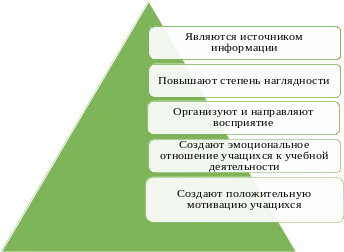 Являются источником
информации
Повышают степень наглядности
Организуют и направляют
восприятие
Создают эмоциональное
отношение учащихся к учебной
деятельности
Создают положительную
мотивацию учащихся